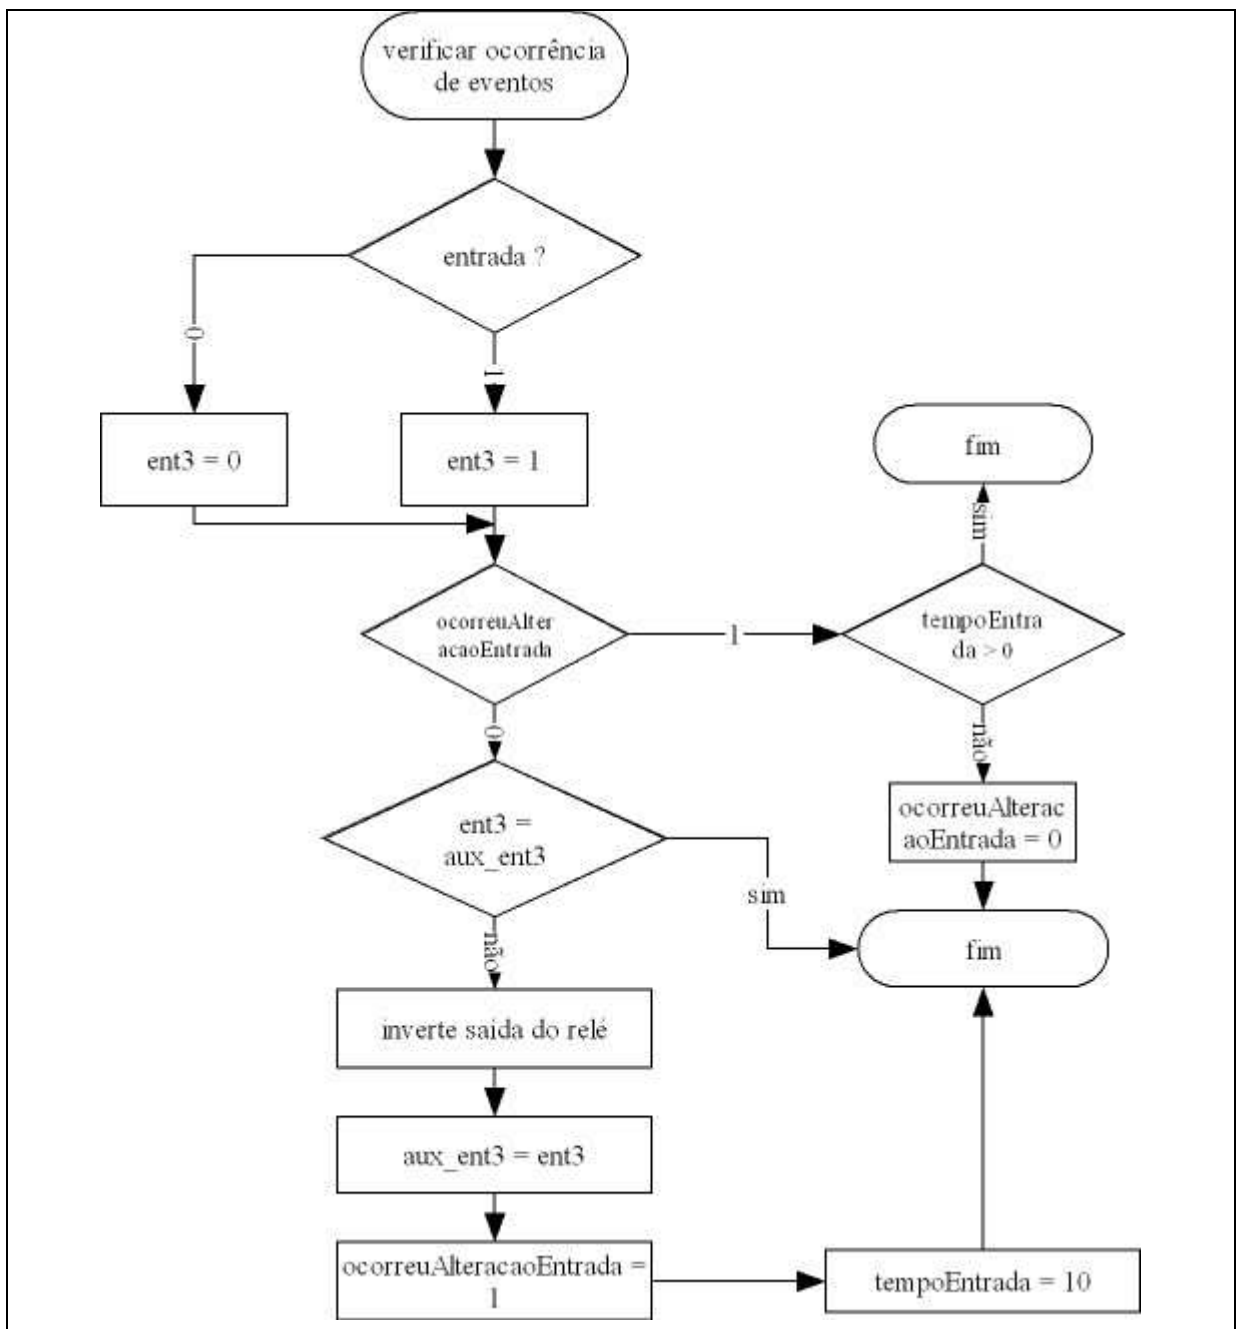 verificar ocorrência
de eventos
entrada ?
0
1
ent3 = 0
ent3 = 1
fim
sim
ocorreuAlter
acaoEntrada
1
tempoEntra
da > 0
0
não
ent3 =
aux_ent3
ocorreuAlterac
aoEntrada = 0
sim
fim
não
inverte saida do relé
aux_ent3 = ent3
ocorreuAlteracaoEntrada =
1
tempoEntrada = 10